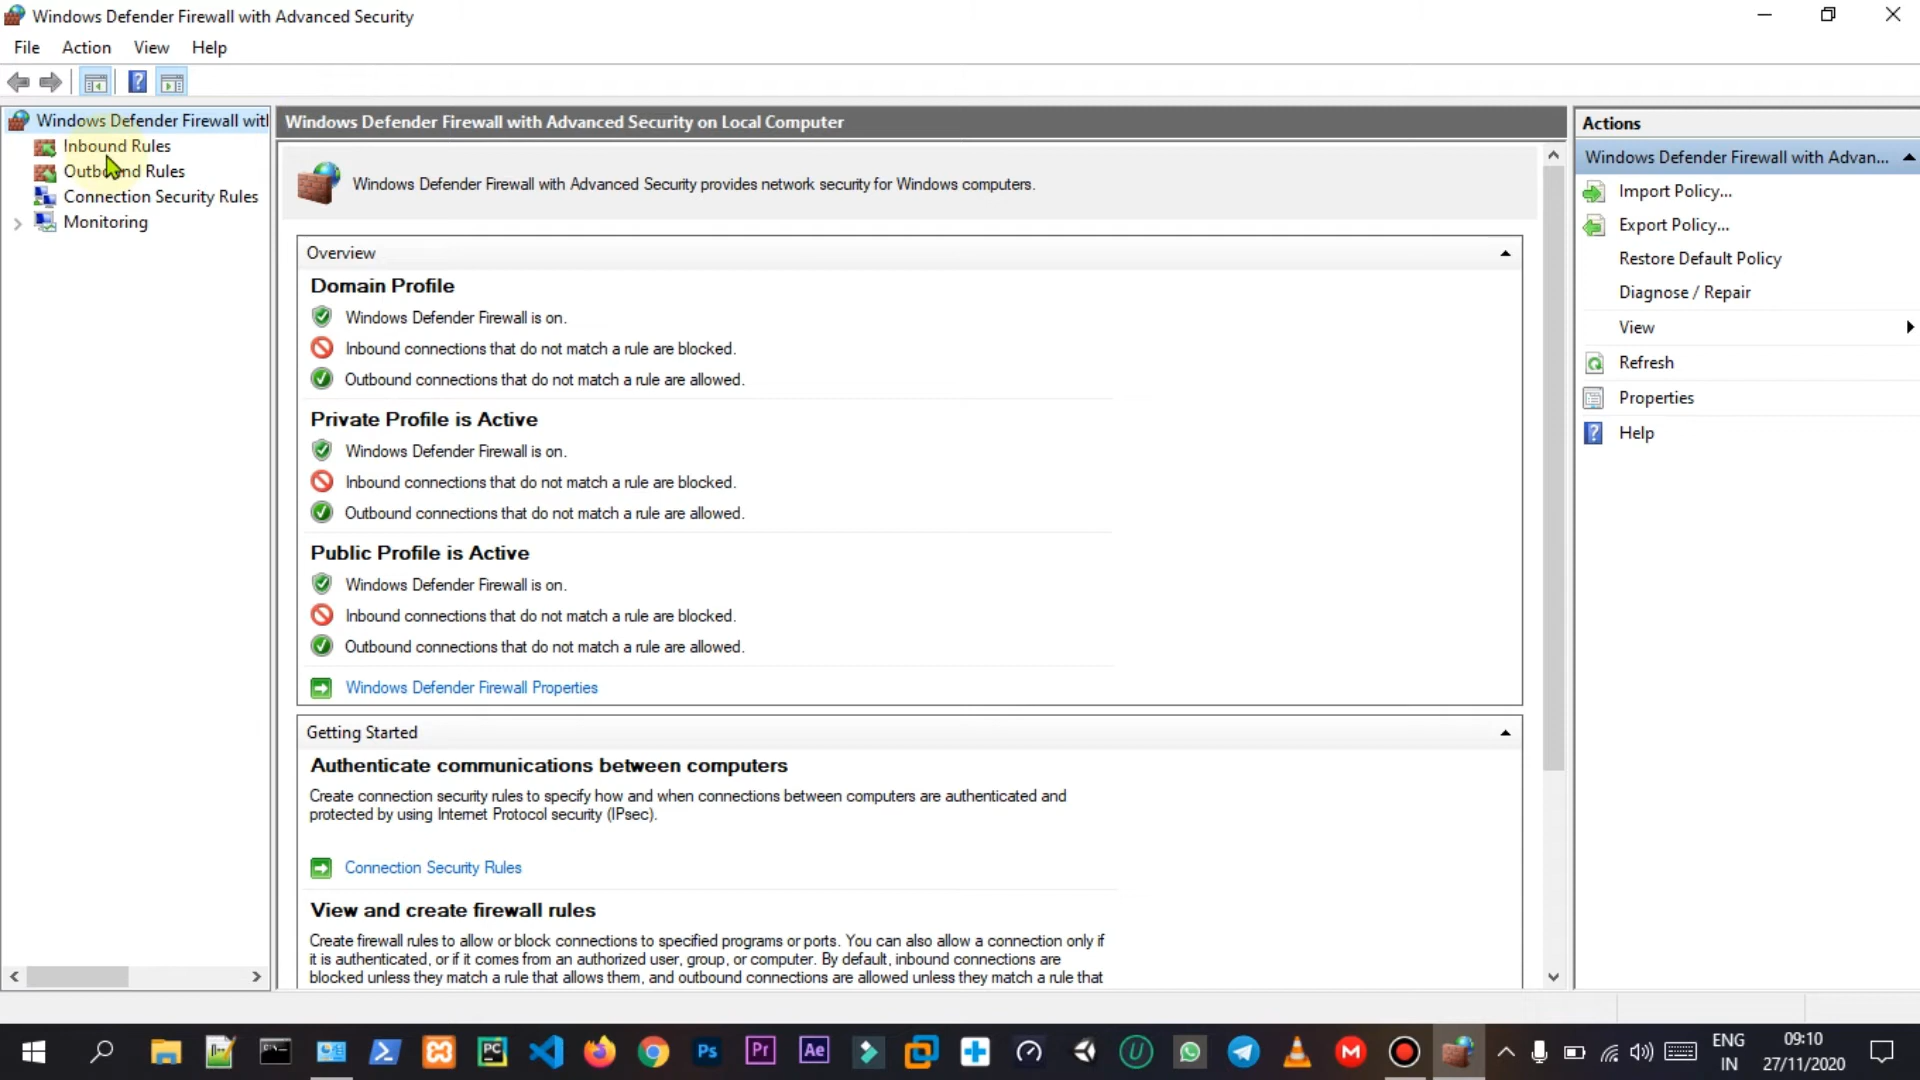 Windows Defender Firewall with Advanced Security
File Action View Help
Windows Defender Firewall witl
Inbound Rules
Outbound Rules
Connection Security Rules
Monitoring
Windows Defender Firewall with Advanced Security on Local Computer
Windows Defender Firewall with Advanced Security provides network security for Windows computers.
Overview
Domain Profile
Windows Defender Firewall is on.
Inbound connections that do not match a rule are blocked.
Outbound connections that do not match a rule are allowed.
Private Profile is Active
Windows Defender Firewall is on.
Inbound connections that do not match a rule are blocked.
Outbound connections that do not match a rule are allowed.
Public Profile is Active
Windows Defender Firewall is on.
Inbound connections that do not match a rule are blocked.
Outbound connections that do not match a rule are allowed.
Windows Defender Firewall Properties
Getting Started
Authenticate communications between computers
Create connection security rules to specify how and when connections between computers are authenticated and
protected by using Internet Protocol security (IPsec).
Connection Security Rules
View and create firewall rules
Create firewall rules to allow or block connections to specified programs or ports. You can also allow a connection only if
it is authenticated, or if it comes from an authorized user, group, or computer. By default, inbound connections are
blocked unless they match a rule that allows them, and outbound connections are allowed unless they match a rule that
Actions
Windows Defender Firewall with Advan...
Import Policy...
Export Policy...
Restore Default Policy
Diagnose / Repair
View
Refresh
Properties
Help
PC
Ps
Pr
Ae
ENG
IN
09:10
27/11/2020